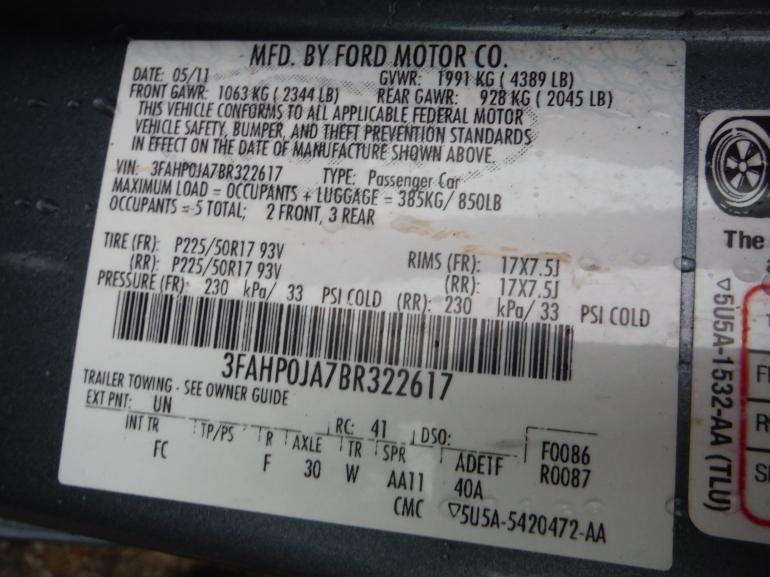 MFD. BY FORD MOTOR CO.
DATE: 05/11 GVWR: 1991 KG ( 4389 LB)
FRONT GAWR: 1063 KG ( 2344 LB) REAR GAWR: 928 KG ( 2045 LB)
THIS VEHICLE CONFORMS TO ALL APPLICABLE FEDERAL MOTOR
VEHICLE SAFETY, BUMPER, AND THEFT PREVENTION STANDARDS
IN EFFECT ON THE DATE OF MANUFACTURE SHOWN ABOVE.
VIN: 3FAHP0JA7BR322617 TYPE: Passenger Car
MAXIMUM LOAD = OCCUPANTS + LUGGAGE = 385KG/ 850LB
OCCUPANTS = 5 TOTAL; 2 FRONT, 3 REAR
TIRE (FR): P225/50R17 93V RIMS (FR): 17X7.5J
(RR): P225/50R17 93V (RR): 17X7.5J
PRESSURE (FR): 230 kPa/ 33 PSI COLD (RR): 230 kPa/ 33 PSI COLD
3FAHP0JA7BR322617
TRAILER TOWING - SEE OWNER GUIDE
EXT PNT: UN RC: 41 DSO: F0086
INT TR TP/PS R AXLE TR SPR ADETF R0087
FC F 30 W AA11 40A
CMC ▽5U5A-5420472-AA
The
▽5U5A-1532-AA (TLU)